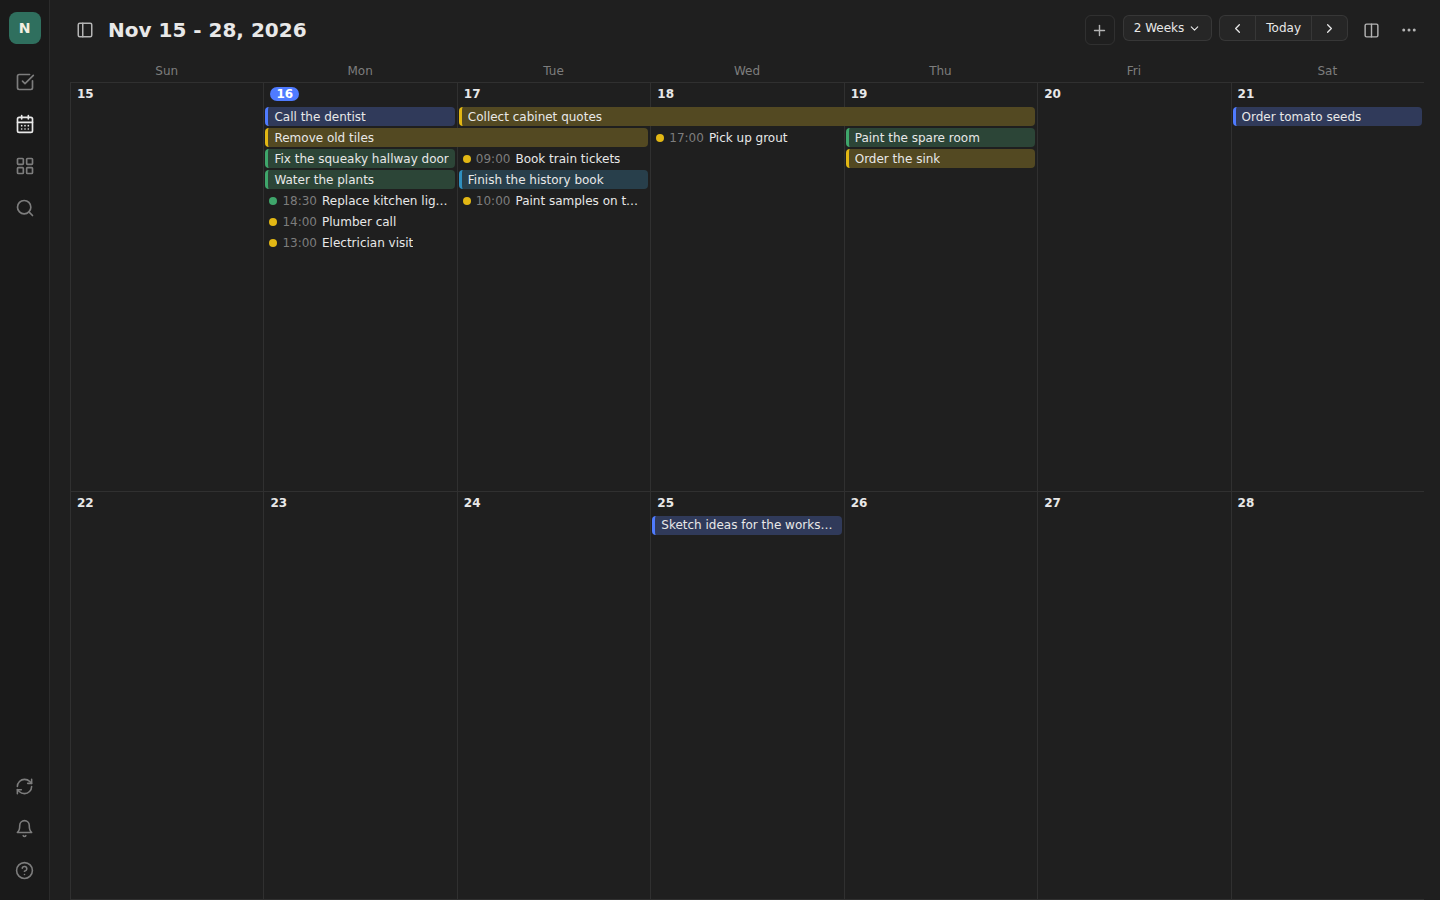 N
Nov 15 - 28, 2026
2 Weeks
Today
Sun Mon Tue Wed Thu Fri Sat
15 16 17 18 19 20 21
Call the dentist
Collect cabinet quotes
Order tomato seeds
Remove old tiles
17:00 Pick up grout
Paint the spare room
Fix the squeaky hallway door
09:00 Book train tickets
Order the sink
Water the plants
Finish the history book
18:30 Replace kitchen lig…
10:00 Paint samples on t…
14:00 Plumber call
13:00 Electrician visit
22 23 24 25 26 27 28
Sketch ideas for the works…